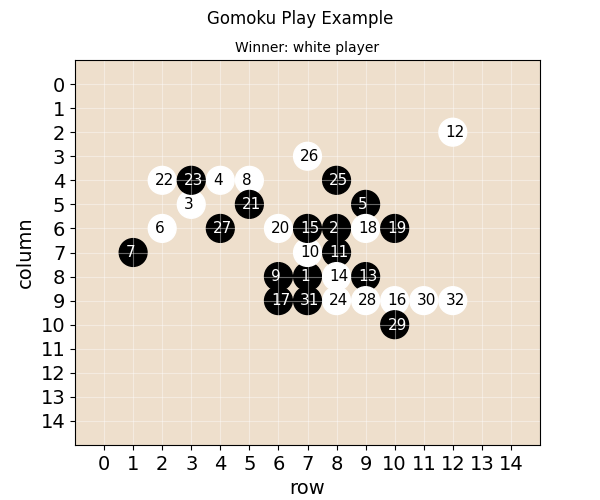 Gomoku Play Example
Winner: white player
0
1
2 12
3 26
4 22 23 4 8 25
5 3 21 5
6 6 27 20 15 2 18 19
7 7 10 11
8 9 1 14 13
9 17 31 24 28 16 30 32
10 29
11
12
13
14
column
0 1 2 3 4 5 6 7 8 9 10 11 12 13 14
row